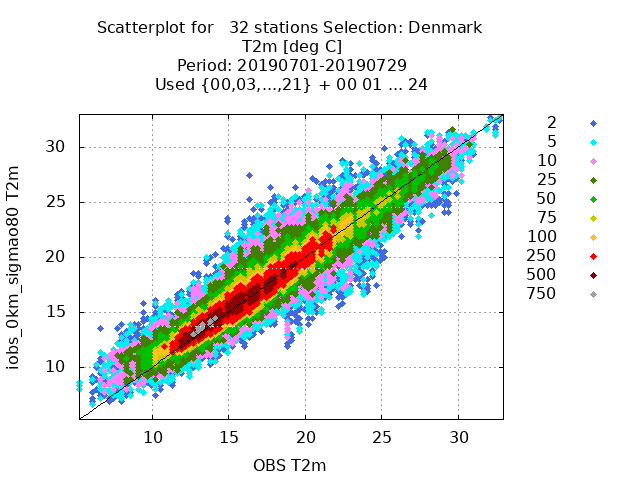 Scatterplot for   32 stations Selection: Denmark
T2m [deg C]
Period: 20190701-20190729
Used {00,03,...,21} + 00 01 ... 24
30
25
20
15
10
10 15 20 25 30
iobs_0km_sigmao80 T2m
OBS T2m
2
5
10
25
50
75
100
250
500
750